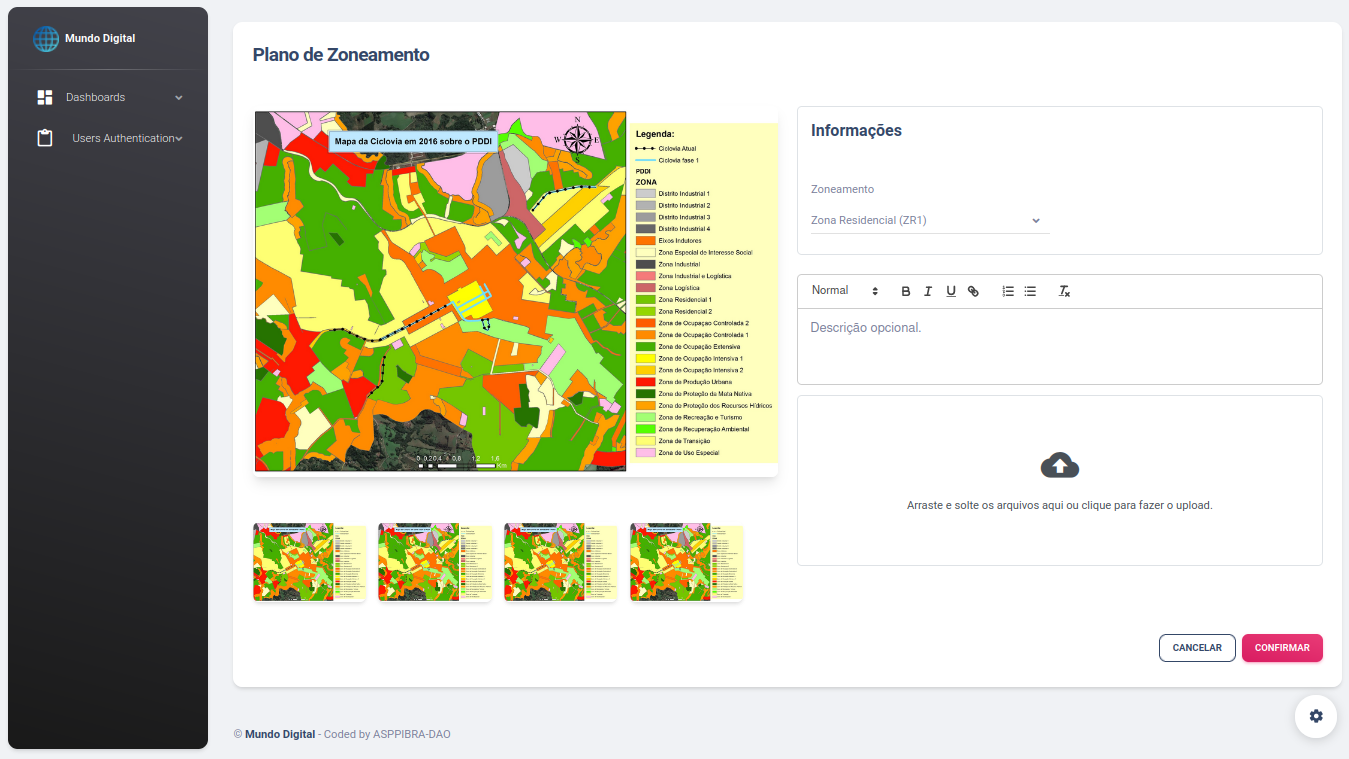 Mundo Digital
Dashboards
Users Authentication
Plano de Zoneamento
Mapa da Ciclovia em 2016 sobre o PDDI
N
W E
S
0 0,20,4 0,8 1,2 1,6
Km
Legenda:
Ciclovia Atual
Ciclovia fase 1
PDDI
ZONA
Distrito Industrial 1
Distrito Industrial 2
Distrito Industrial 3
Distrito Industrial 4
Eixos Indutores
Zona Especial de Interesse Social
Zona Industrial
Zona Industrial e Logística
Zona Logística
Zona Residencial 1
Zona Residencial 2
Zona de Ocupaçao Controlada 2
Zona de Ocupação Controlada 1
Zona de Ocupação Extensiva
Zona de Ocupação Intensiva 1
Zona de Ocupação Intensiva 2
Zona de Produção Urbana
Zona de Proteção da Mata Nativa
Zona de Proteção dos Recursos Hídricos
Zona de Recreação e Turismo
Zona de Recuperação Ambiental
Zona de Transição
Zona de Uso Especial
Informações
Zoneamento
Zona Residencial (ZR1)
Normal
Descrição opcional.
Arraste e solte os arquivos aqui ou clique para fazer o upload.
CANCELAR
CONFIRMAR
© Mundo Digital - Coded by ASPPIBRA-DAO